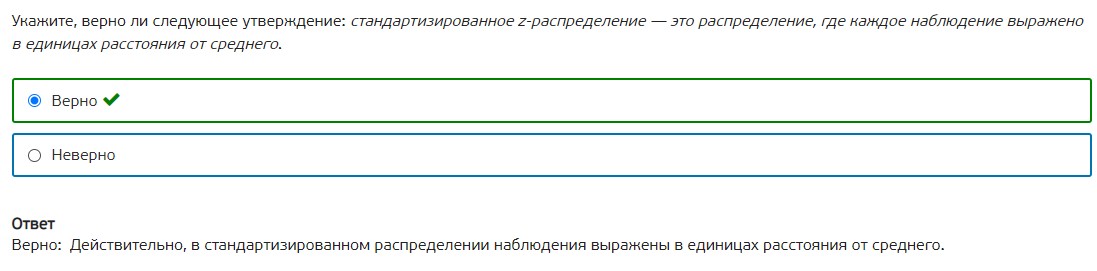 Укажите, верно ли следующее утверждение: стандартизированное z-распределение — это распределение, где каждое наблюдение выражено
в единицах расстояния от среднего.
Верно
Неверно
Ответ
Верно: Действительно, в стандартизированном распределении наблюдения выражены в единицах расстояния от среднего.